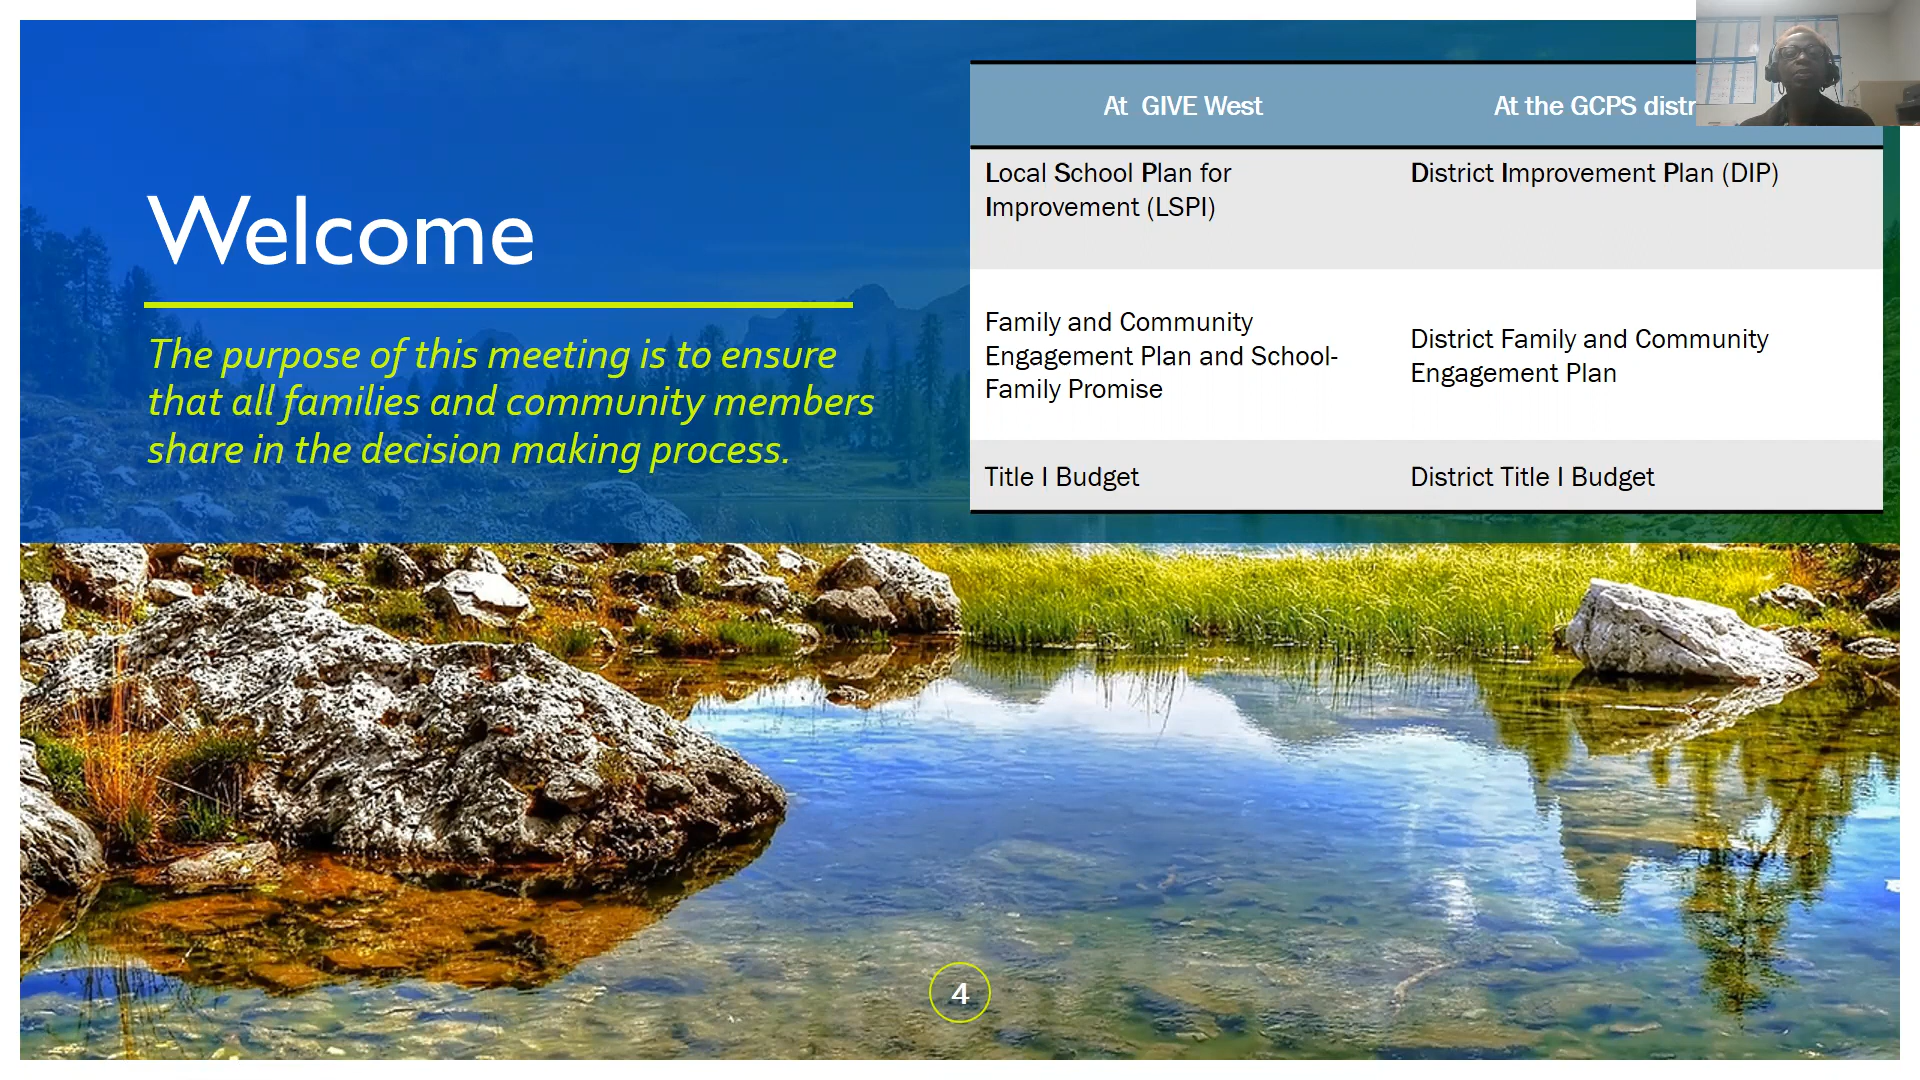 Welcome
The purpose of this meeting is to ensure
that all families and community members
share in the decision making process.
At GIVE West
At the GCPS distr
Local School Plan for
Improvement (LSPI)
District Improvement Plan (DIP)
Family and Community
Engagement Plan and School-
Family Promise
District Family and Community
Engagement Plan
Title I Budget
District Title I Budget
4